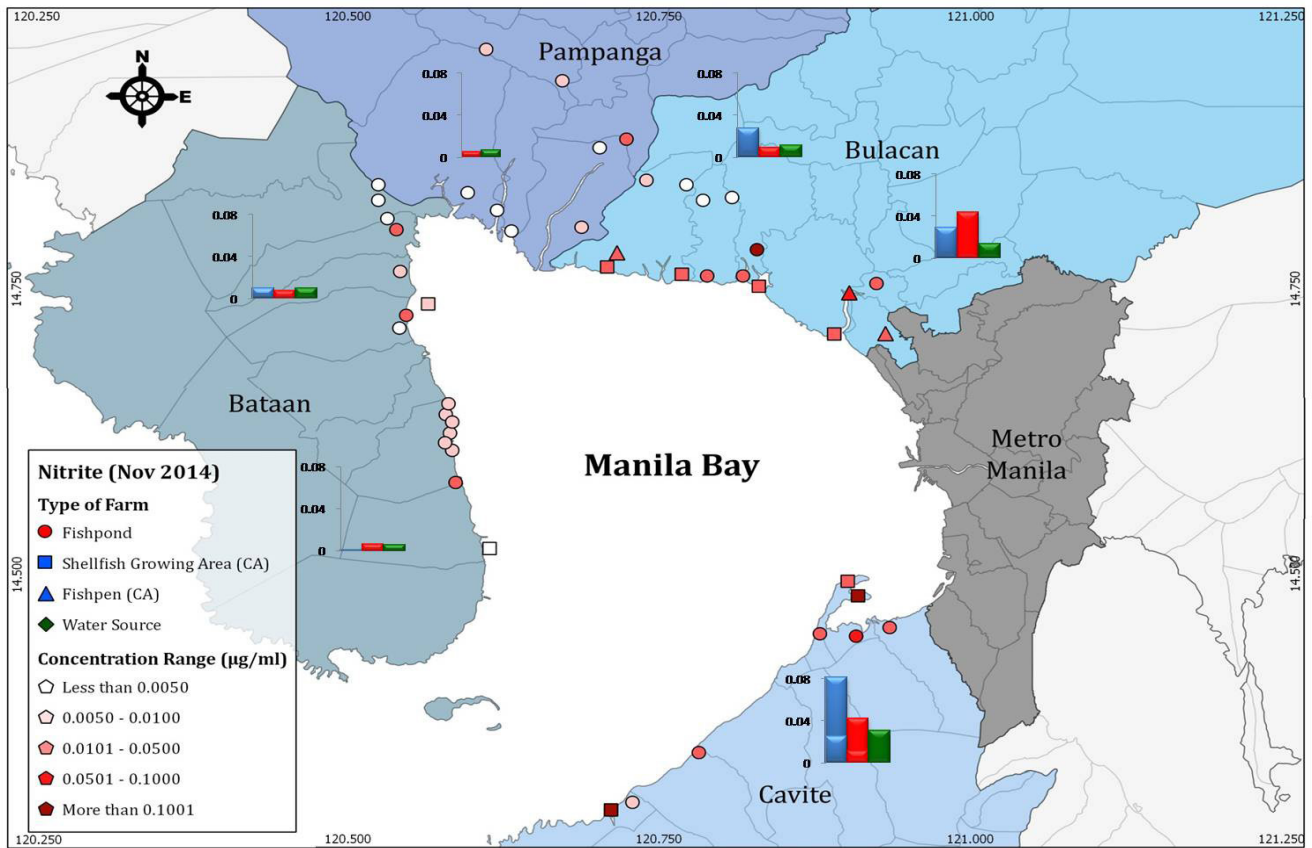 120.250
120.500
120.750
121.000
121.250
N
E
Pampanga
0.08
0.04
0
0.08
0.04
0
Bulacan
0.08
0.04
0
0.08
0.04
0
14.750
14.750
Bataan
Metro
Manila
Manila Bay
0.08
0.04
0
14.500
14.500
Nitrite (Nov 2014)
Type of Farm
Fishpond
Shellfish Growing Area (CA)
Fishpen (CA)
Water Source
Concentration Range (µg/ml)
Less than 0.0050
0.0050 - 0.0100
0.0101 - 0.0500
0.0501 - 0.1000
More than 0.1001
0.08
0.04
0
Cavite
120.250
120.500
120.750
121.000
121.250